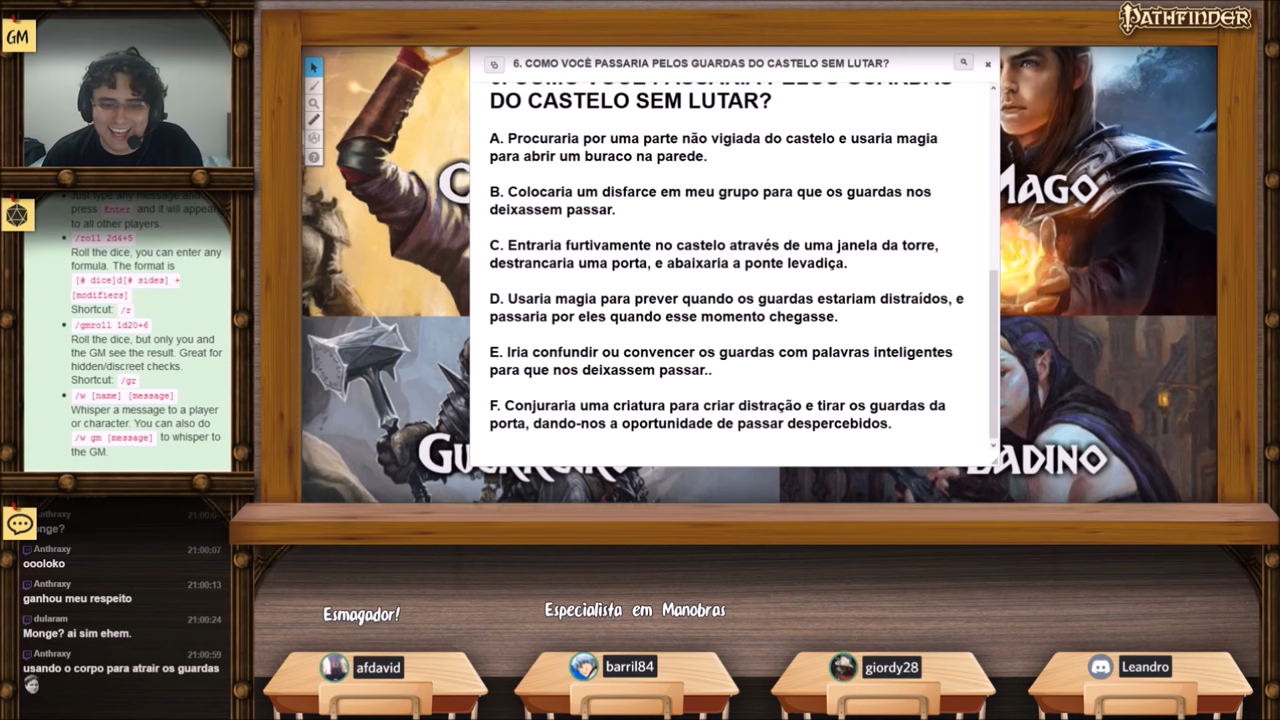 GM
PATHFINDER
6. COMO VOCÊ PASSARIA PELOS GUARDAS DO CASTELO SEM LUTAR?
DO CASTELO SEM LUTAR?
A. Procuraria por uma parte não vigiada do castelo e usaria magia
para abrir um buraco na parede.
B. Colocaria um disfarce em meu grupo para que os guardas nos
deixassem passar.
C. Entraria furtivamente no castelo através de uma janela da torre,
destrancaria uma porta, e abaixaria a ponte levadiça.
D. Usaria magia para prever quando os guardas estariam distraídos, e
passaria por eles quando esse momento chegasse.
E. Iria confundir ou convencer os guardas com palavras inteligentes
para que nos deixassem passar..
F. Conjuraria uma criatura para criar distração e tirar os guardas da
porta, dando-nos a oportunidade de passar despercebidos.
MAGO
GUERREIRO
LADINO
Just type any message and
press Enter and it will appear
to all other players.
/roll 2d4+5
Roll the dice, you can enter any
formula. The format is
[# dice]d[# sides] +
[modifiers]
Shortcut: /r
/gmroll 1d20+6
Roll the dice, but only you and
the GM see the result. Great for
hidden/discreet checks.
Shortcut: /gr
/w [name] [message]
Whisper a message to a player
or character. You can also do
/w gm [message] to whisper to
the GM.
Anthraxy 21:00:07
oooloko
Anthraxy 21:00:13
ganhou meu respeito
dularam 21:00:24
Monge? ai sim ehem.
Anthraxy 21:00:59
usando o corpo para atrair os guardas
Esmagador!
Especialista em Manobras
afdavid
barril84
giordy28
Leandro